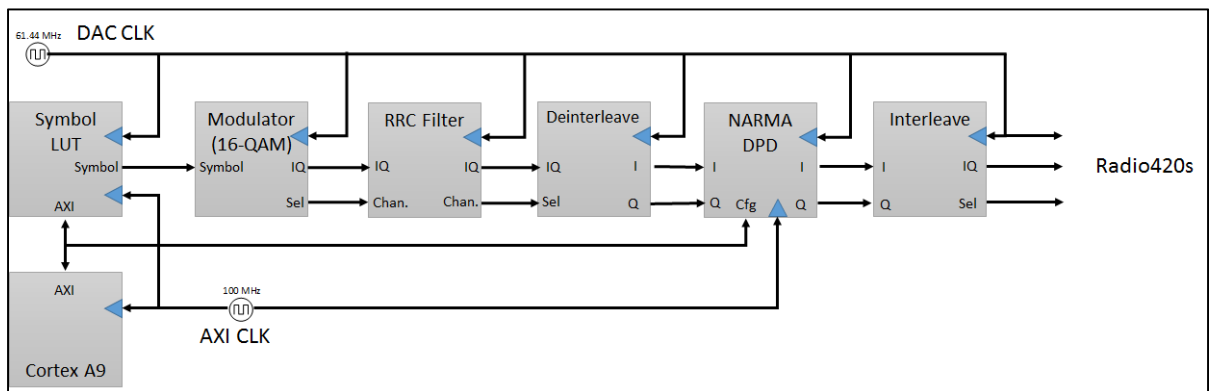 61.44 MHz
DAC CLK
Symbol
LUT
Symbol
AXI
Modulator
(16-QAM)
Symbol
IQ
Sel
RRC Filter
IQ
IQ
Chan.
Chan.
Deinterleave
IQ
I
Sel
Q
NARMA
DPD
I
I
Q
Cfg
Q
Interleave
I
IQ
Q
Sel
Radio420s
AXI
Cortex A9
100 MHz
AXI CLK